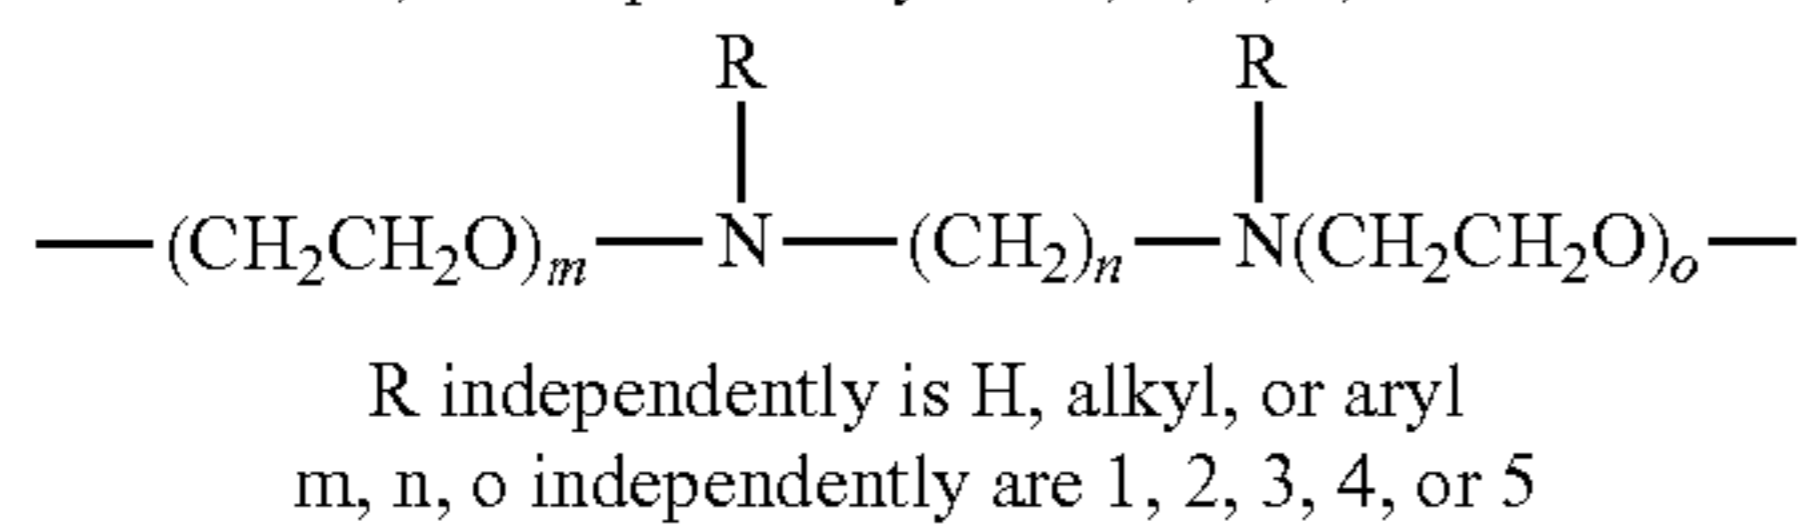 R R
—(CH₂CH₂O)ₘ—N—(CH₂)ₙ—N(CH₂CH₂O)ₒ—
R independently is H, alkyl, or aryl
m, n, o independently are 1, 2, 3, 4, or 5